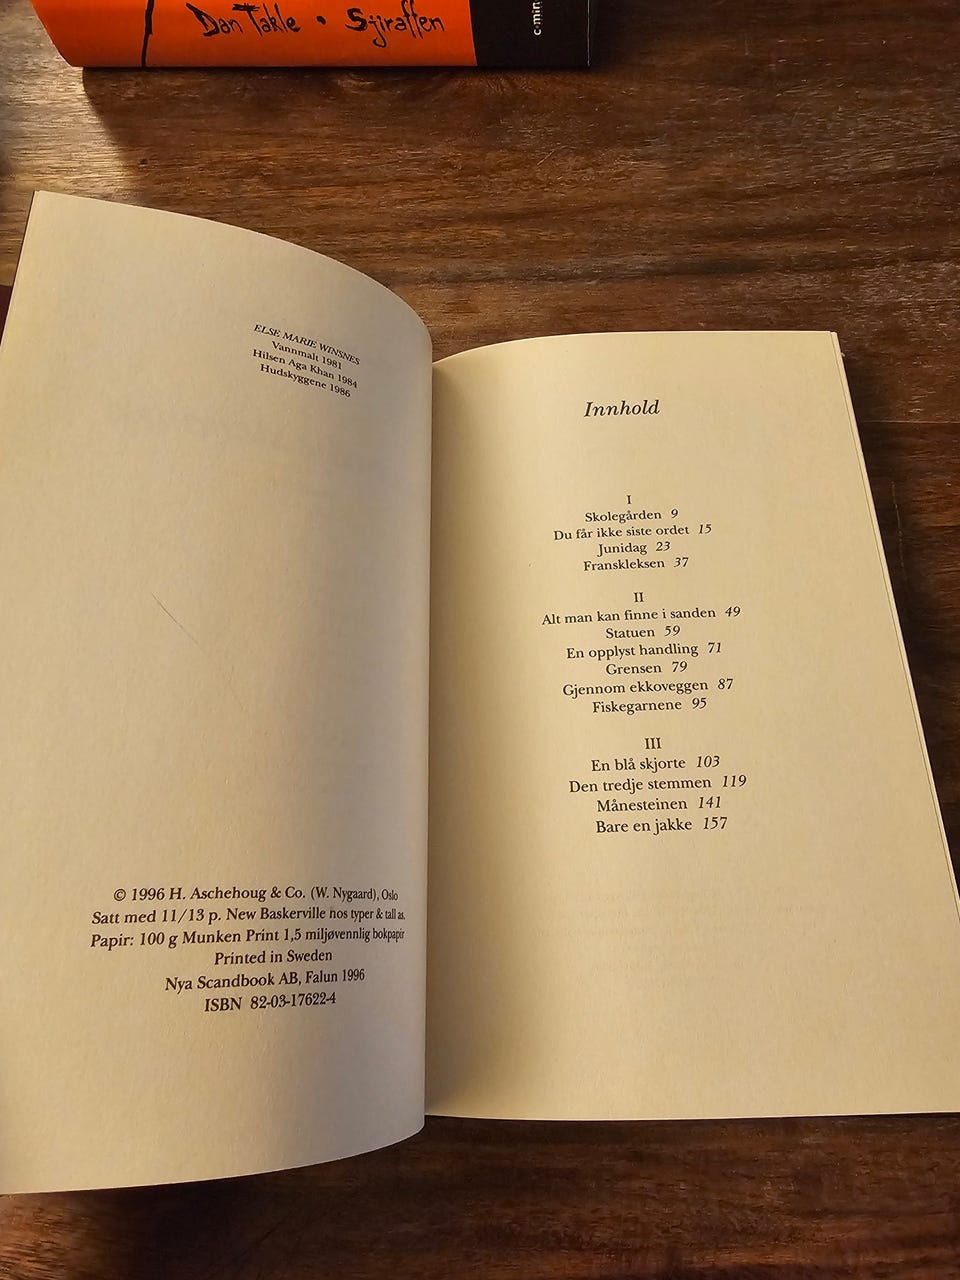 Dan Takle • Sjiraffen
ELSE MARIE WINSNES
Vannmalt 1981
Hilsen Aga Khan 1984
Hudskyggene 1986
© 1996 H. Aschehoug & Co. (W. Nygaard), Oslo
Satt med 11/13 p. New Baskerville hos typer & tall as.
Papir: 100 g Munken Print 1,5 miljøvennlig bokpapir
Printed in Sweden
Nya Scandbook AB, Falun 1996
ISBN 82-03-17622-4
Innhold
I
Skolegården 9
Du får ikke siste ordet 15
Junidag 23
Franskleksen 37
II
Alt man kan finne i sanden 49
Statuen 59
En opplyst handling 71
Grensen 79
Gjennom ekkoveggen 87
Fiskegarnene 95
III
En blå skjorte 103
Den tredje stemmen 119
Månesteinen 141
Bare en jakke 157